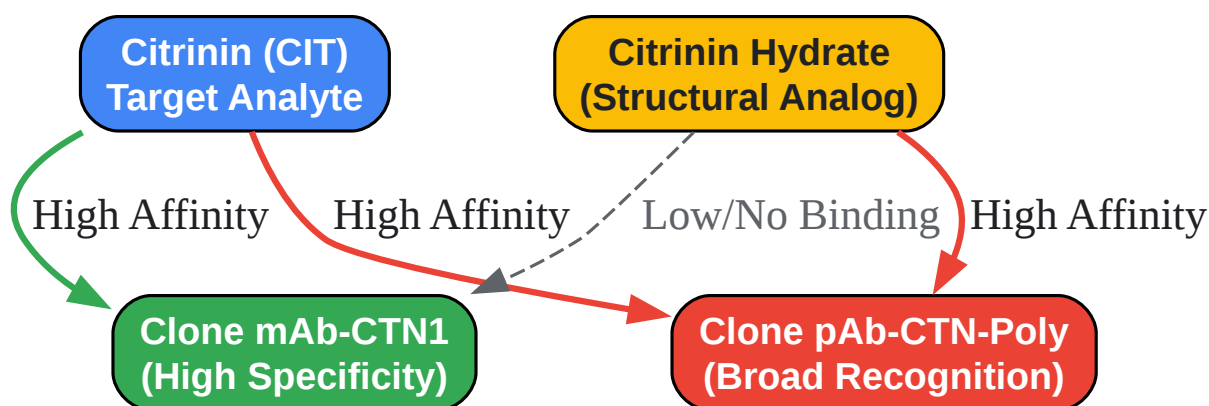 Citrinin (CIT)
Target Analyte
Citrinin Hydrate
(Structural Analog)
High Affinity
High Affinity
Low/No Binding
High Affinity
Clone mAb-CTN1
(High Specificity)
Clone pAb-CTN-Poly
(Broad Recognition)